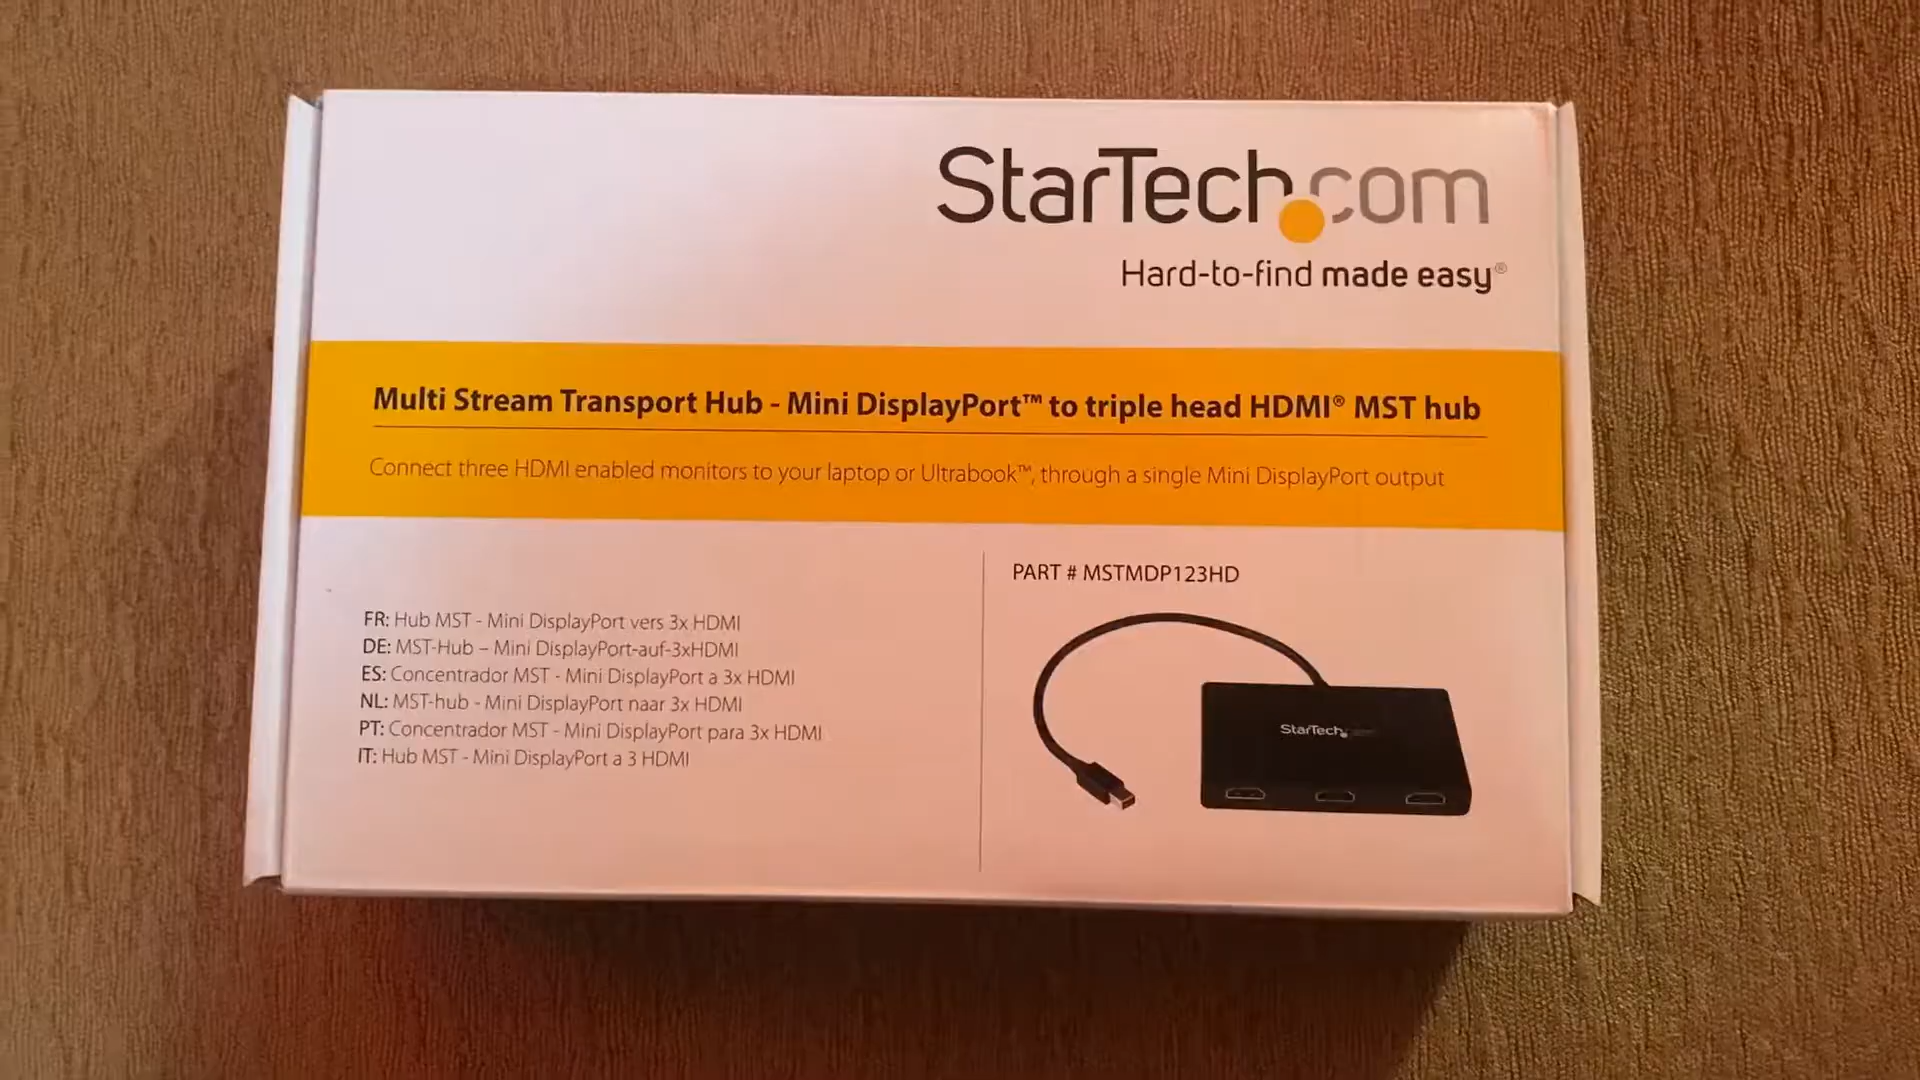 StarTech.com
Hard-to-find made easy®
Multi Stream Transport Hub - Mini DisplayPort™ to triple head HDMI® MST hub
Connect three HDMI enabled monitors to your laptop or Ultrabook™, through a single Mini DisplayPort output
PART # MSTMDP123HD
FR: Hub MST - Mini DisplayPort vers 3x HDMI
DE: MST-Hub – Mini DisplayPort-auf-3xHDMI
ES: Concentrador MST - Mini DisplayPort a 3x HDMI
NL: MST-hub - Mini DisplayPort naar 3x HDMI
PT: Concentrador MST - Mini DisplayPort para 3x HDMI
IT: Hub MST - Mini DisplayPort a 3 HDMI
StarTech.com